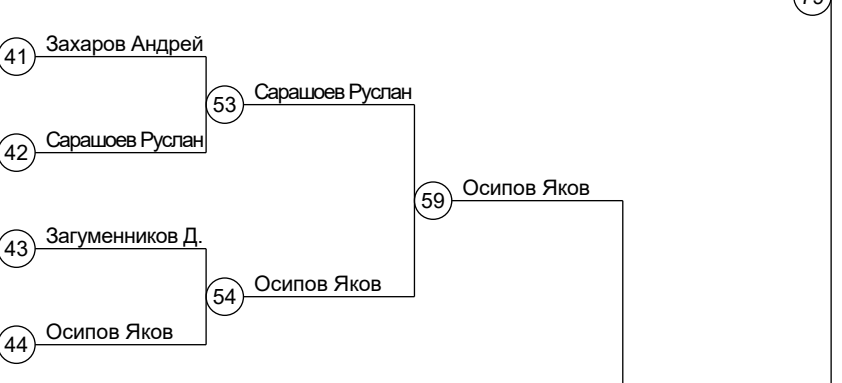 41 Захаров Андрей
53 Сарашоев Руслан
42 Сарашоев Руслан
59 Осипов Яков
43 Загуменников Д.
54 Осипов Яков
44 Осипов Яков